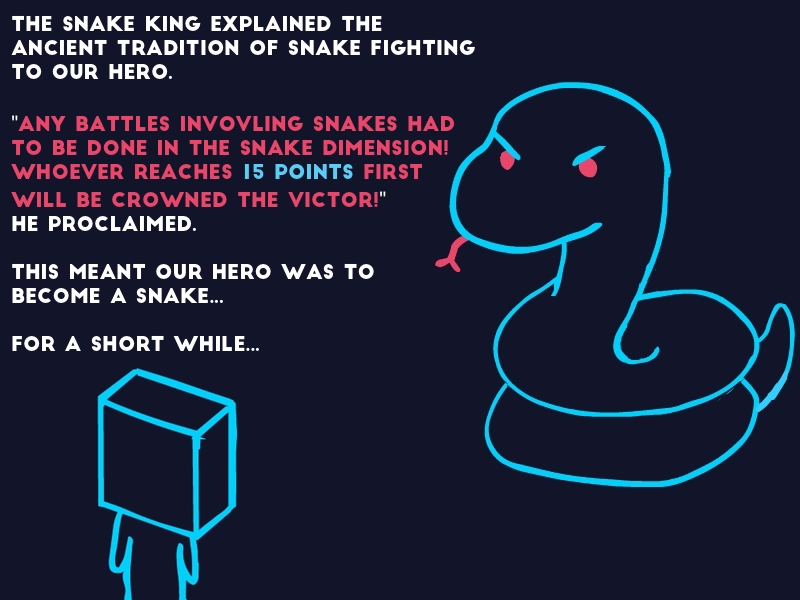 THE SNAKE KING EXPLAINED THE
ANCIENT TRADITION OF SNAKE FIGHTING
TO OUR HERO.
"ANY BATTLES INVOVLING SNAKES HAD
TO BE DONE IN THE SNAKE DIMENSION!
WHOEVER REACHES 15 POINTS FIRST
WILL BE CROWNED THE VICTOR!"
HE PROCLAIMED.
THIS MEANT OUR HERO WAS TO
BECOME A SNAKE...
FOR A SHORT WHILE...